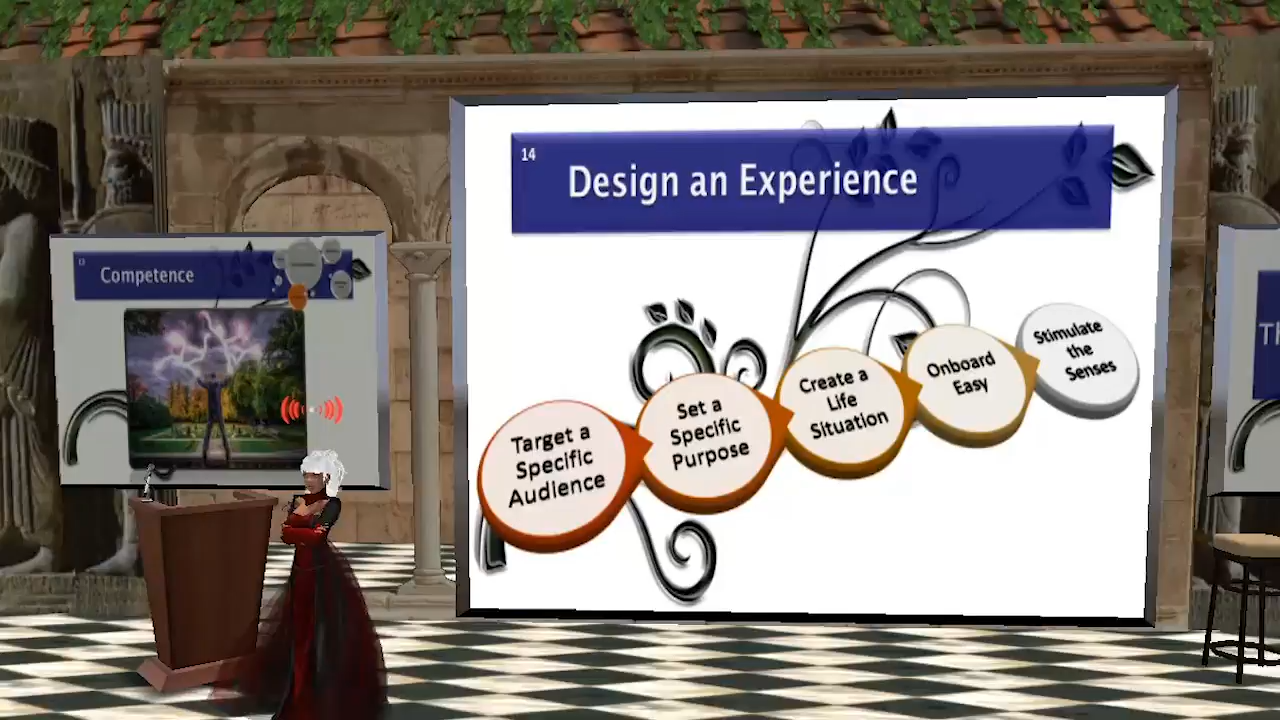 14
Design an Experience
13
Competence
Target a
Specific
Audience
Set a
Specific
Purpose
Create a
Life
Situation
Onboard
Easy
Stimulate
the
Senses